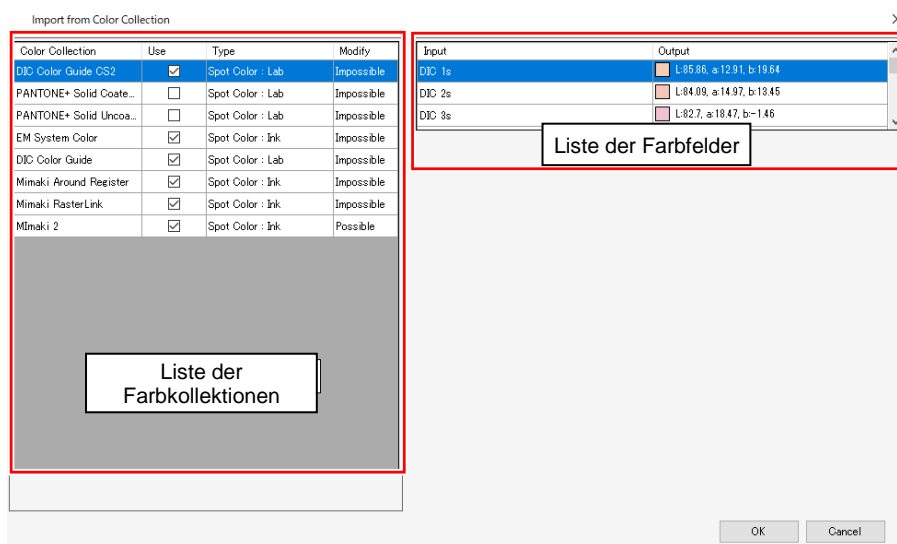 Import from Color Collection
Color Collection Use Type Modify
DIC Color Guide CS2 Spot Color : Lab Impossible
PANTONE+ Solid Coate... Spot Color : Lab Impossible
PANTONE+ Solid Uncoa... Spot Color : Lab Impossible
EM System Color Spot Color : Ink Impossible
DIC Color Guide Spot Color : Lab Impossible
Mimaki Around Register Spot Color : Ink Impossible
Mimaki RasterLink Spot Color : Ink Impossible
MImaki 2 Spot Color : Ink Possible
Liste der
Farbkollektionen
Input Output
DIC 1s L:85.86, a:12.91, b:19.64
DIC 2s L:84.09, a:14.97, b:13.45
DIC 3s L:82.7, a:18.47, b:-1.46
Liste der Farbfelder
OK Cancel